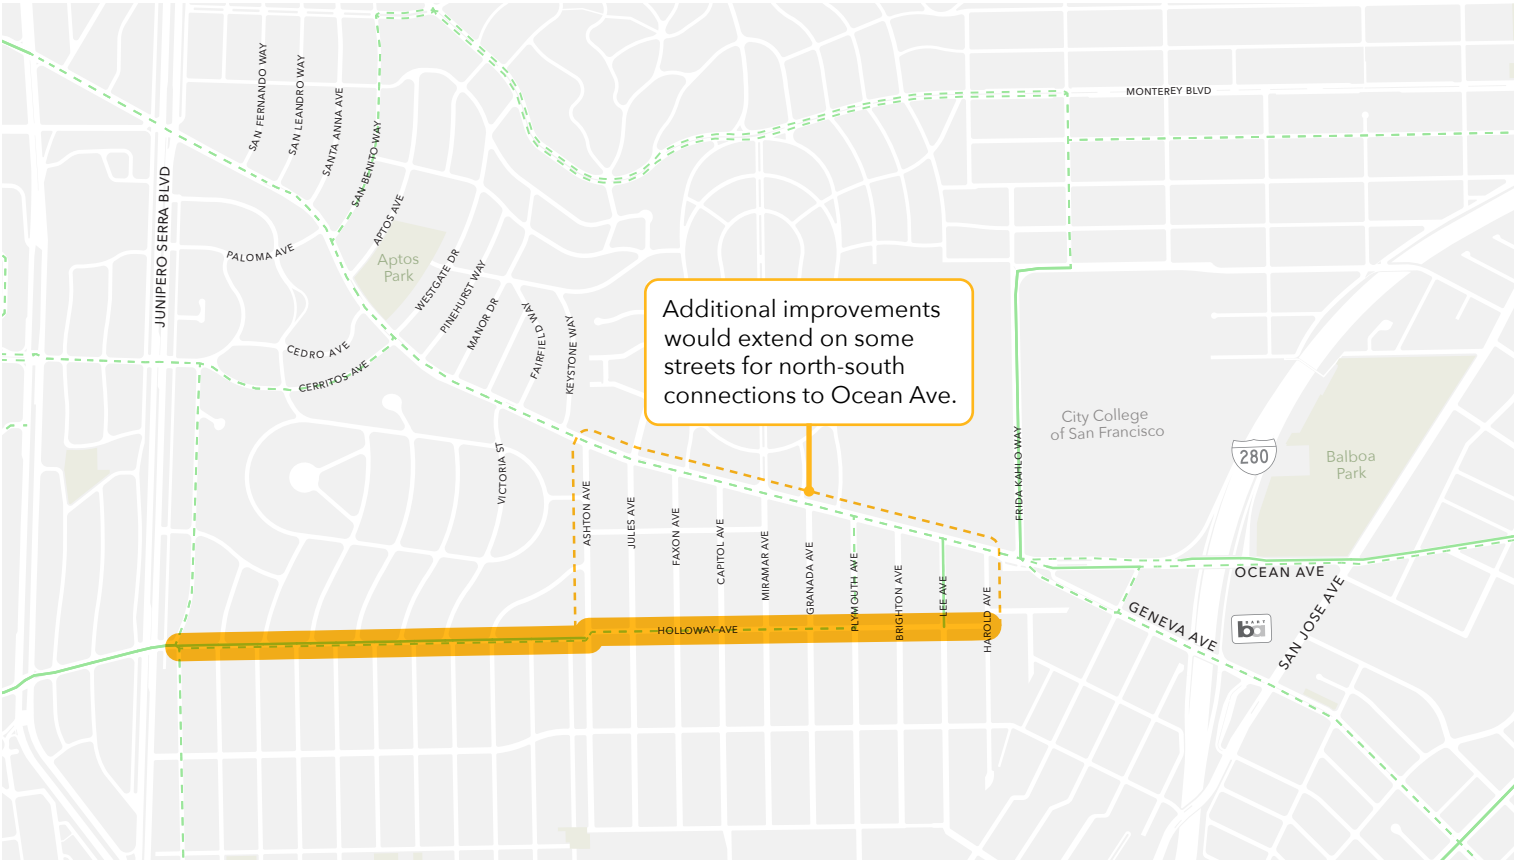 MONTEREY BLVD
SAN FERNANDO WAY
SAN LEANDRO WAY
SANTA ANNA AVE
SAN BENITO WAY
APTOS AVE
JUNIPERO SERRA BLVD
PALOMA AVE
Aptos
Park
WESTGATE DR
PINEHURST WAY
MANOR DR
FAIRFIELD WAY
KEYSTONE WAY
CEDRO AVE
CERRITOS AVE
Additional improvements
would extend on some
streets for north-south
connections to Ocean Ave.
City College
of San Francisco
FRIDA KAHLO WAY
280
Balboa
Park
VICTORIA ST
ASHTON AVE
JULES AVE
FAXON AVE
CAPITOL AVE
MIRAMAR AVE
GRANADA AVE
PLYMOUTH AVE
BRIGHTON AVE
LEE AVE
HAROLD AVE
HOLLOWAY AVE
OCEAN AVE
GENEVA AVE
SAN JOSE AVE
ba